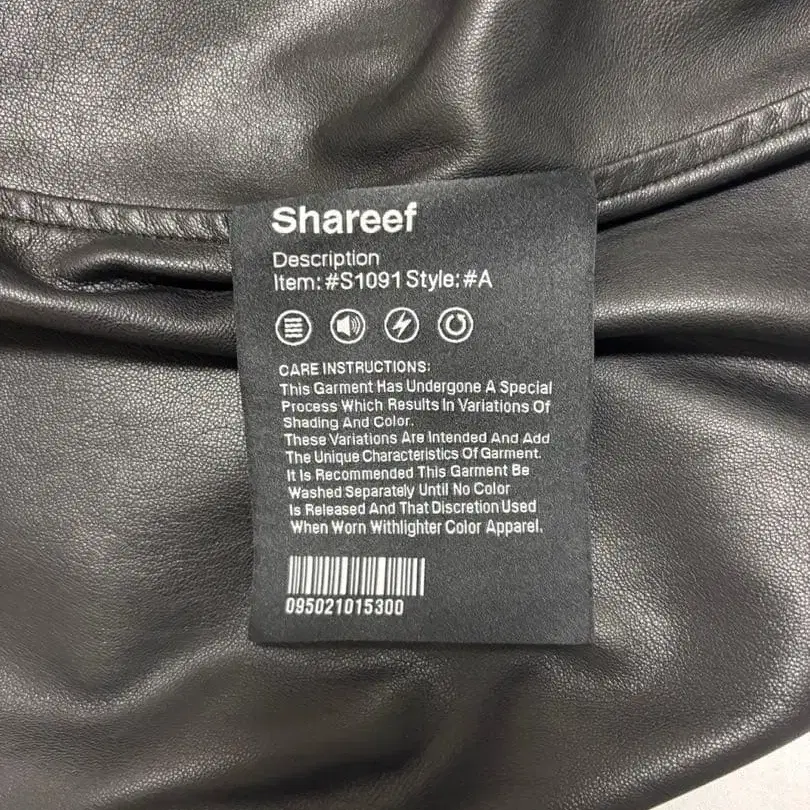 Shareef
Description
Item: #S1091 Style: #A
CARE INSTRUCTIONS:
This Garment Has Undergone A Special
Process Which Results In Variations Of
Shading And Color.
These Variations Are Intended And Add
The Unique Characteristics Of Garment.
It Is Recommended This Garment Be
Washed Separately Until No Color
Is Released And That Discretion Used
When Worn Withlighter Color Apparel.
095021015300